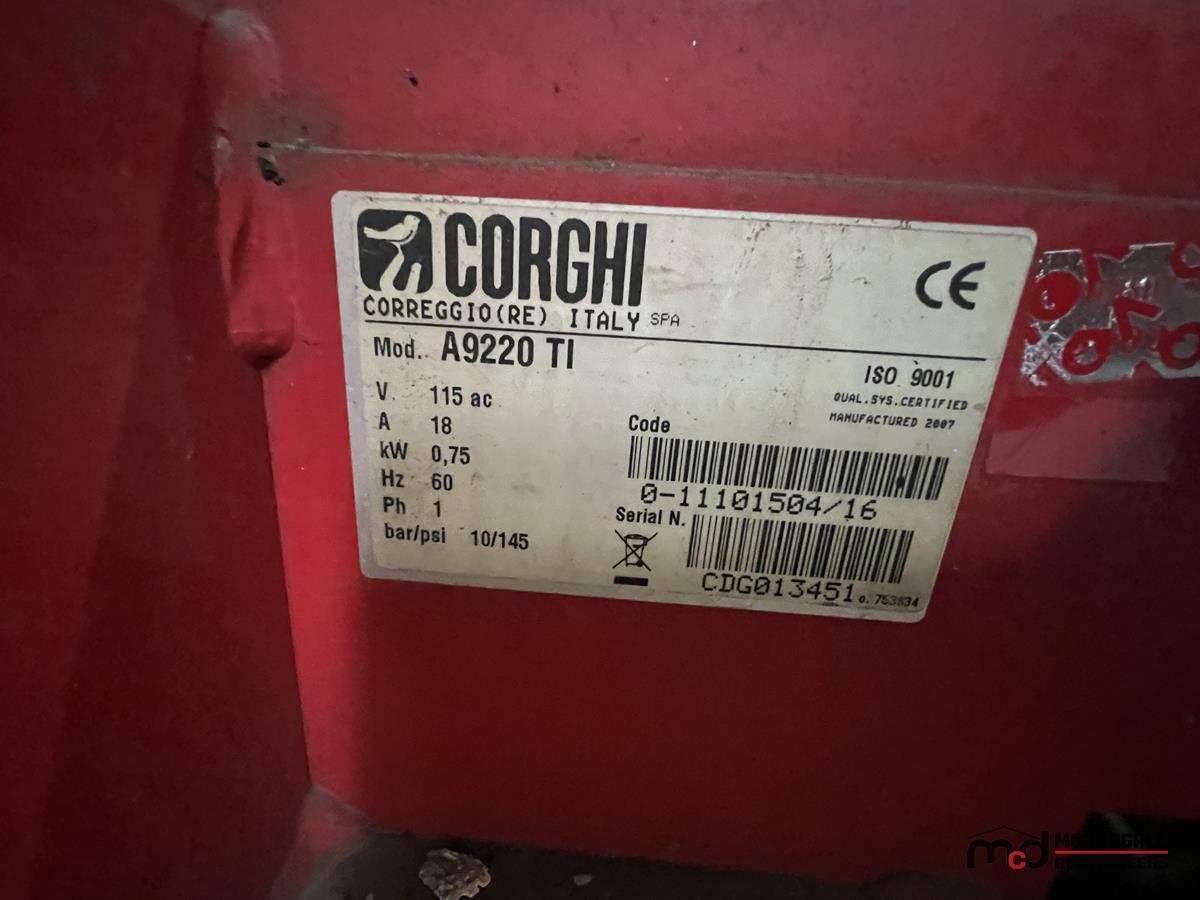 CORGHI
CORREGGIO(RE) ITALY SPA
CE
Mod. A9220 TI
ISO 9001
QUAL.SYS.CERTIFIED
MANUFACTURED 2007
V. 115 ac
A 18
kW 0,75
Hz 60
Ph 1
bar/psi 10/145
Code
0-11101504/16
Serial N.
CDG013451
mcd